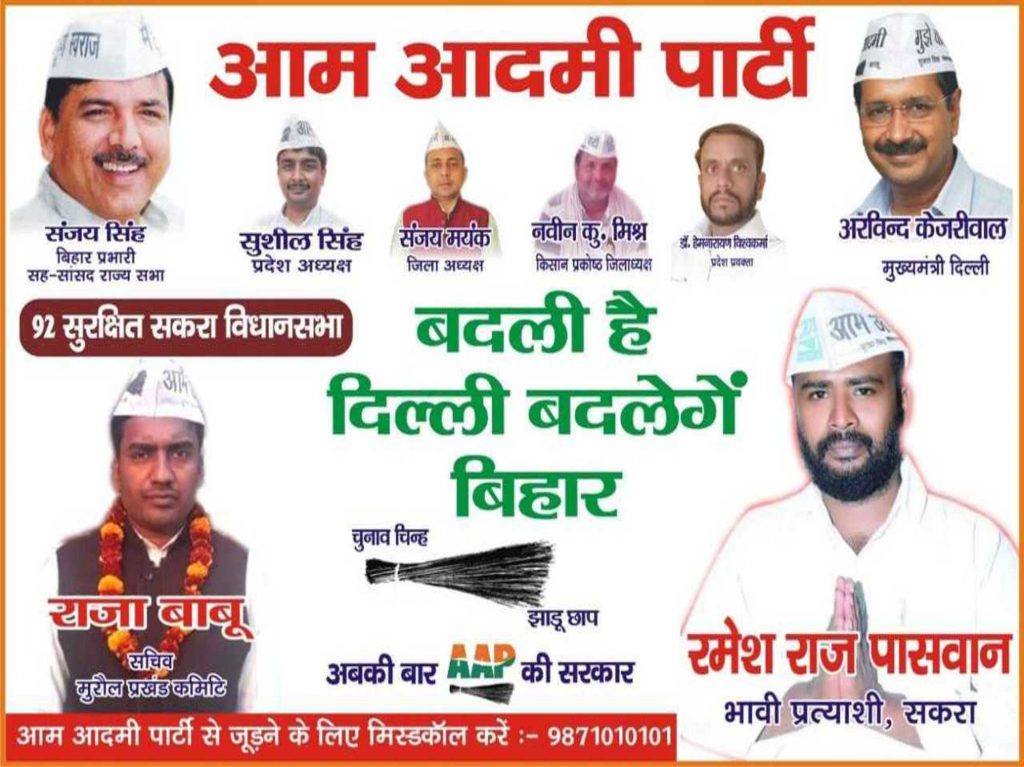 आम आदमी पार्टी
संजय सिंह
बिहार प्रभारी
सह-सांसद राज्य सभा
सुशील सिंह
प्रदेश अध्यक्ष
संजय मयंक
जिला अध्यक्ष
नवीन कु. मिश्र
किसान प्रकोष्ठ जिलाध्यक्ष
डॉ. हेमनारायण विश्वकर्मा
प्रदेश प्रवक्ता
अरविन्द केजरीवाल
मुख्यमंत्री दिल्ली
92 सुरक्षित सकरा विधानसभा
बदली है
दिल्ली बदलेगें
बिहार
चुनाव चिन्ह
झाडू छाप
अबकी बार AAP की सरकार
राजा बाबू
सचिव
मुरौल प्रखंड कमिटि
रमेश राज पासवान
भावी प्रत्याशी, सकरा
आम आदमी पार्टी से जूड़ने के लिए मिस्डकॉल करें :- 9871010101